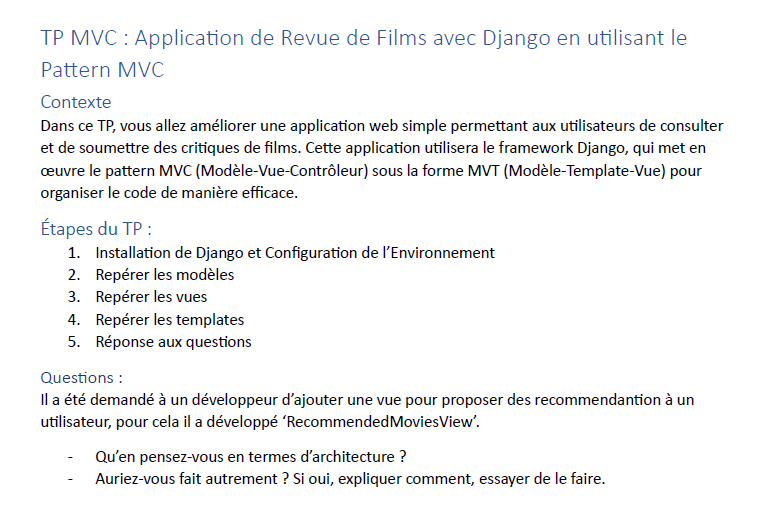 TP MVC : Application de Revue de Films avec Django en utilisant le
Pattern MVC
Contexte
Dans ce TP, vous allez améliorer une application web simple permettant aux utilisateurs de consulter
et de soumettre des critiques de films. Cette application utilisera le framework Django, qui met en
œuvre le pattern MVC (Modèle-Vue-Contrôleur) sous la forme MVT (Modèle-Template-Vue) pour
organiser le code de manière efficace.
Étapes du TP :
1. Installation de Django et Configuration de l’Environnement
2. Repérer les modèles
3. Repérer les vues
4. Repérer les templates
5. Réponse aux questions
Questions :
Il a été demandé à un développeur d’ajouter une vue pour proposer des recommendantion à un
utilisateur, pour cela il a développé ‘RecommendedMoviesView’.
- Qu’en pensez-vous en termes d’architecture ?
- Auriez-vous fait autrement ? Si oui, expliquer comment, essayer de le faire.